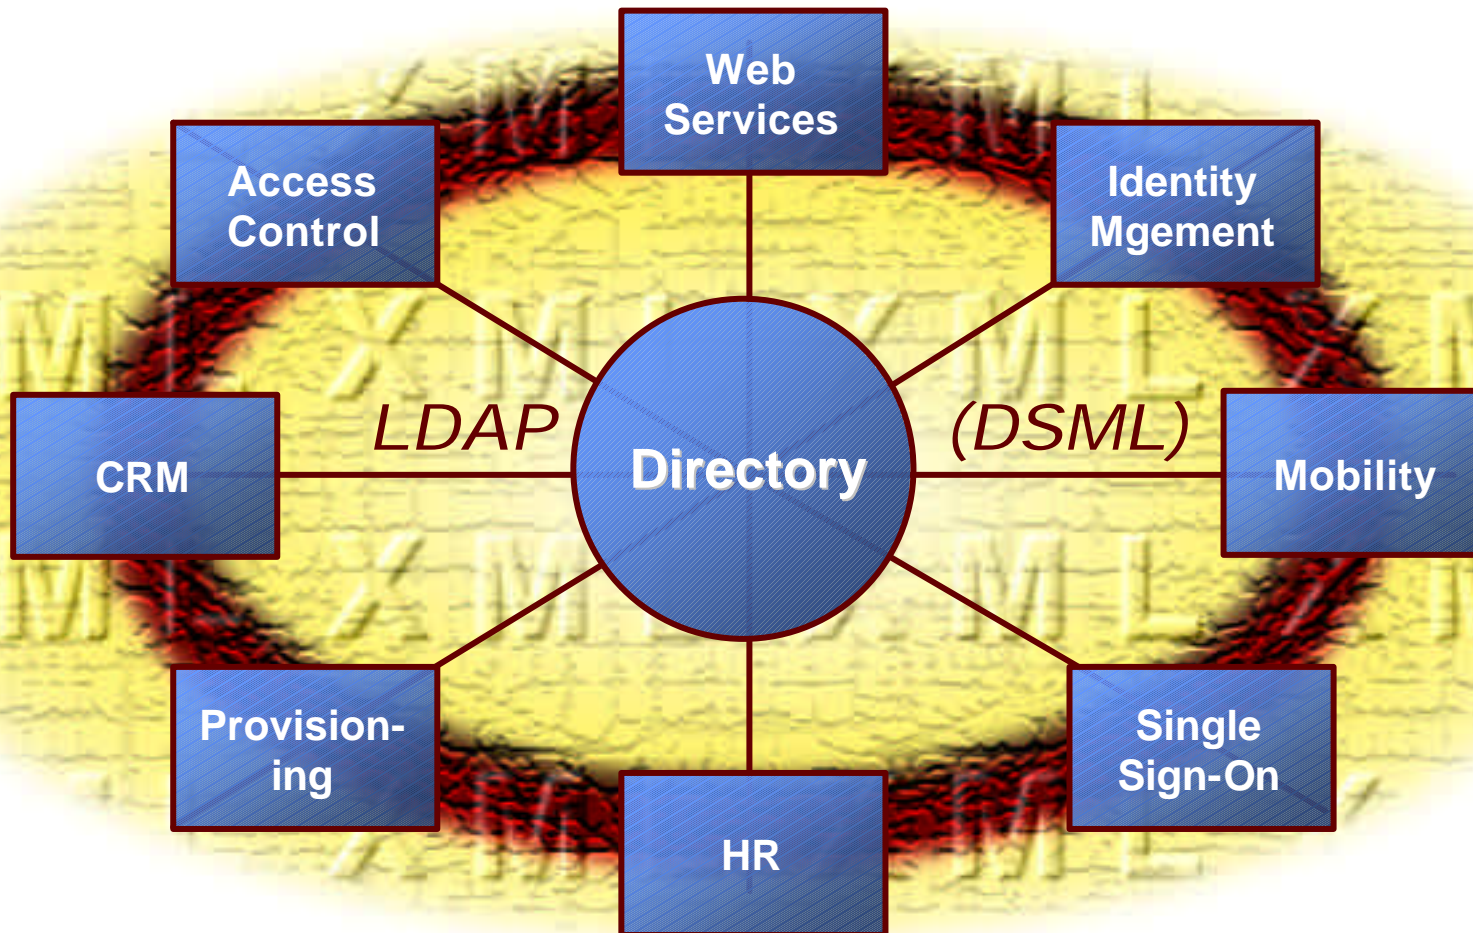 Web
Services
Access
Control
Identity
Mgement
LDAP
(DSML)
Directory
CRM
Mobility
Provision-
ing
Single
Sign-On
HR
X M L X M L
M L X M L X M L X M
M L X M L X M L X M
X M L X M L